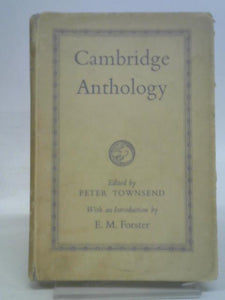 Cambridge
Anthology
Edited by
PETER TOWNSEND
With an Introduction by
E. M. Forster